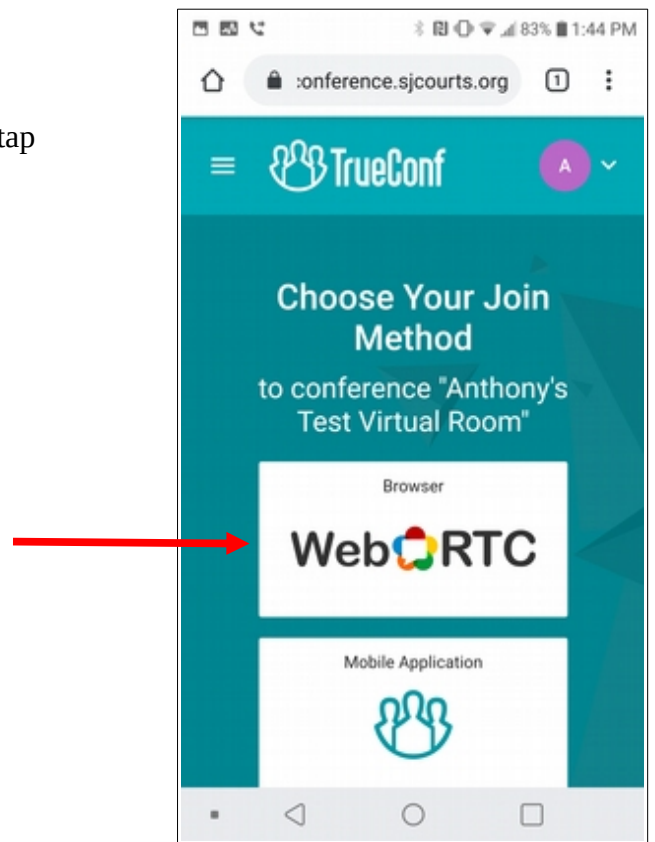 83% 1:44 PM
:onference.sjcourts.org 1
tap
TrueConf A
Choose Your Join
Method
to conference "Anthony's
Test Virtual Room"
Browser
WebRTC
Mobile Application